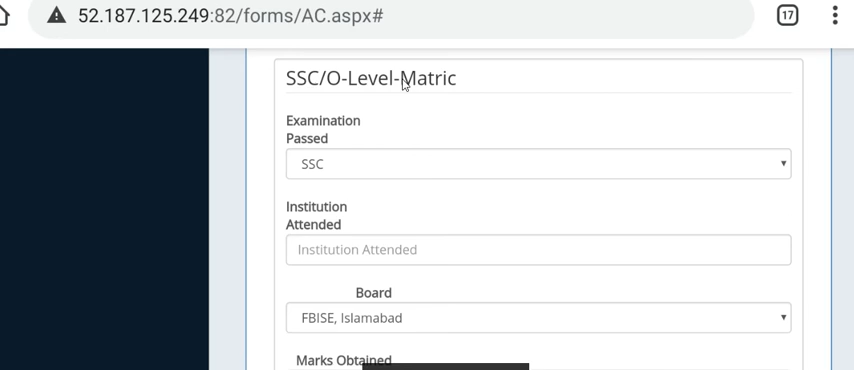 52.187.125.249:82/forms/AC.aspx#
17
SSC/O-Level-Matric
Examination
Passed
SSC
Institution
Attended
Institution Attended
Board
FBISE, Islamabad
Marks Obtained